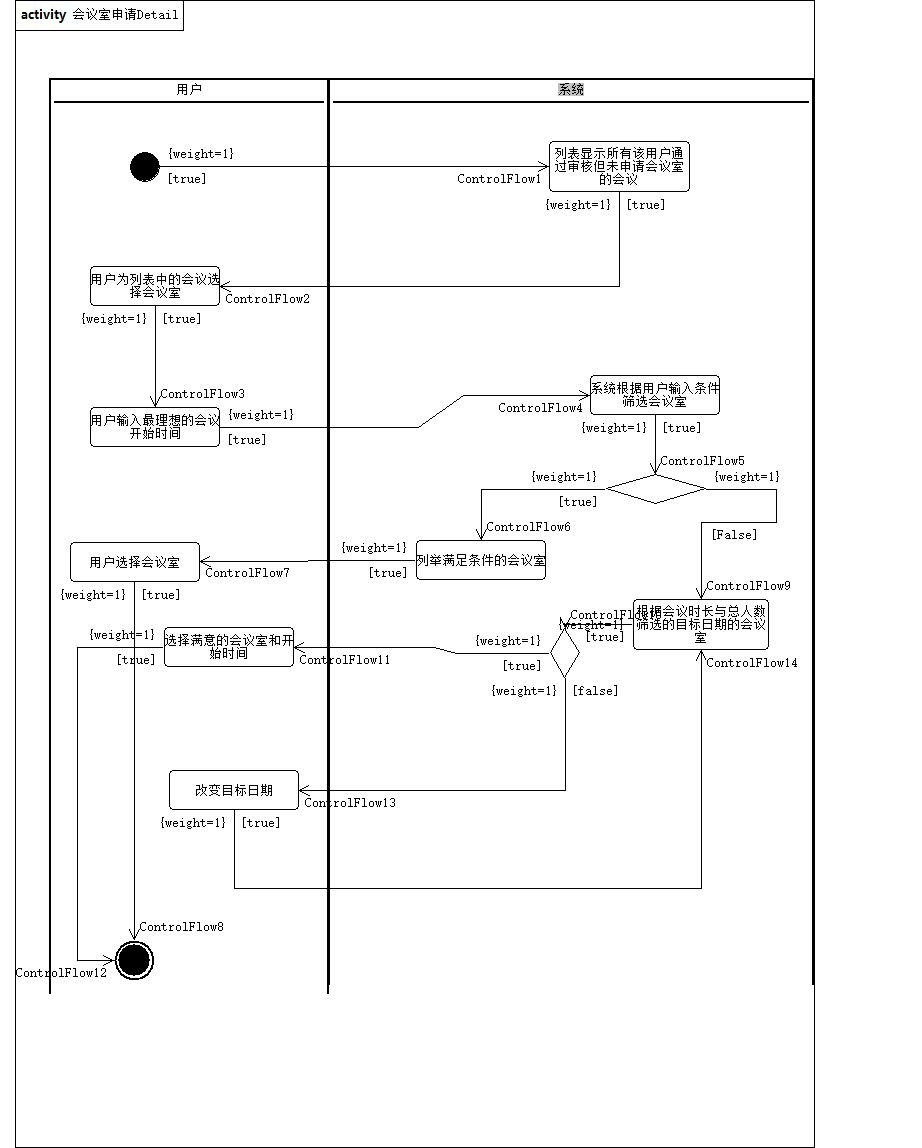 activity 会议室申请Detail
用户
系统
{weight=1}
[true]
ControlFlow1
列表显示所有该用户通
过审核但未申请会议室
的会议
{weight=1}
[true]
用户为列表中的会议选
择会议室
ControlFlow2
{weight=1}
[true]
ControlFlow3
用户输入最理想的会议
开始时间
{weight=1}
[true]
ControlFlow4
系统根据用户输入条件
筛选会议室
{weight=1}
[true]
ControlFlow5
{weight=1}
[true]
{weight=1}
[False]
ControlFlow6
列举满足条件的会议室
{weight=1}
[true]
ControlFlow7
用户选择会议室
{weight=1}
[true]
ControlFlow9
根据会议时长与总人数
筛选的目标日期的会议
室
{weight=1}
[true]
ControlFlow14
{weight=1}
[true]
ControlFlow11
选择满意的会议室和开
始时间
{weight=1}
[true]
{weight=1}
[false]
改变目标日期
ControlFlow13
{weight=1}
[true]
ControlFlow8
ControlFlow12